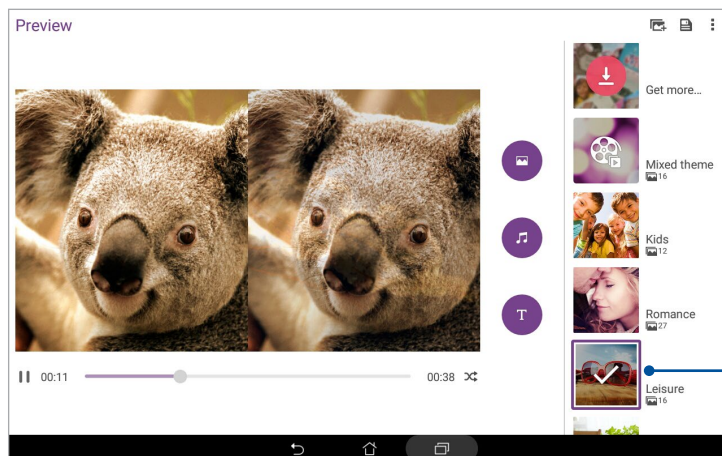 Preview
Get more...
Mixed theme
16
Kids
12
T
Romance
27
00:11
00:38
Leisure
16